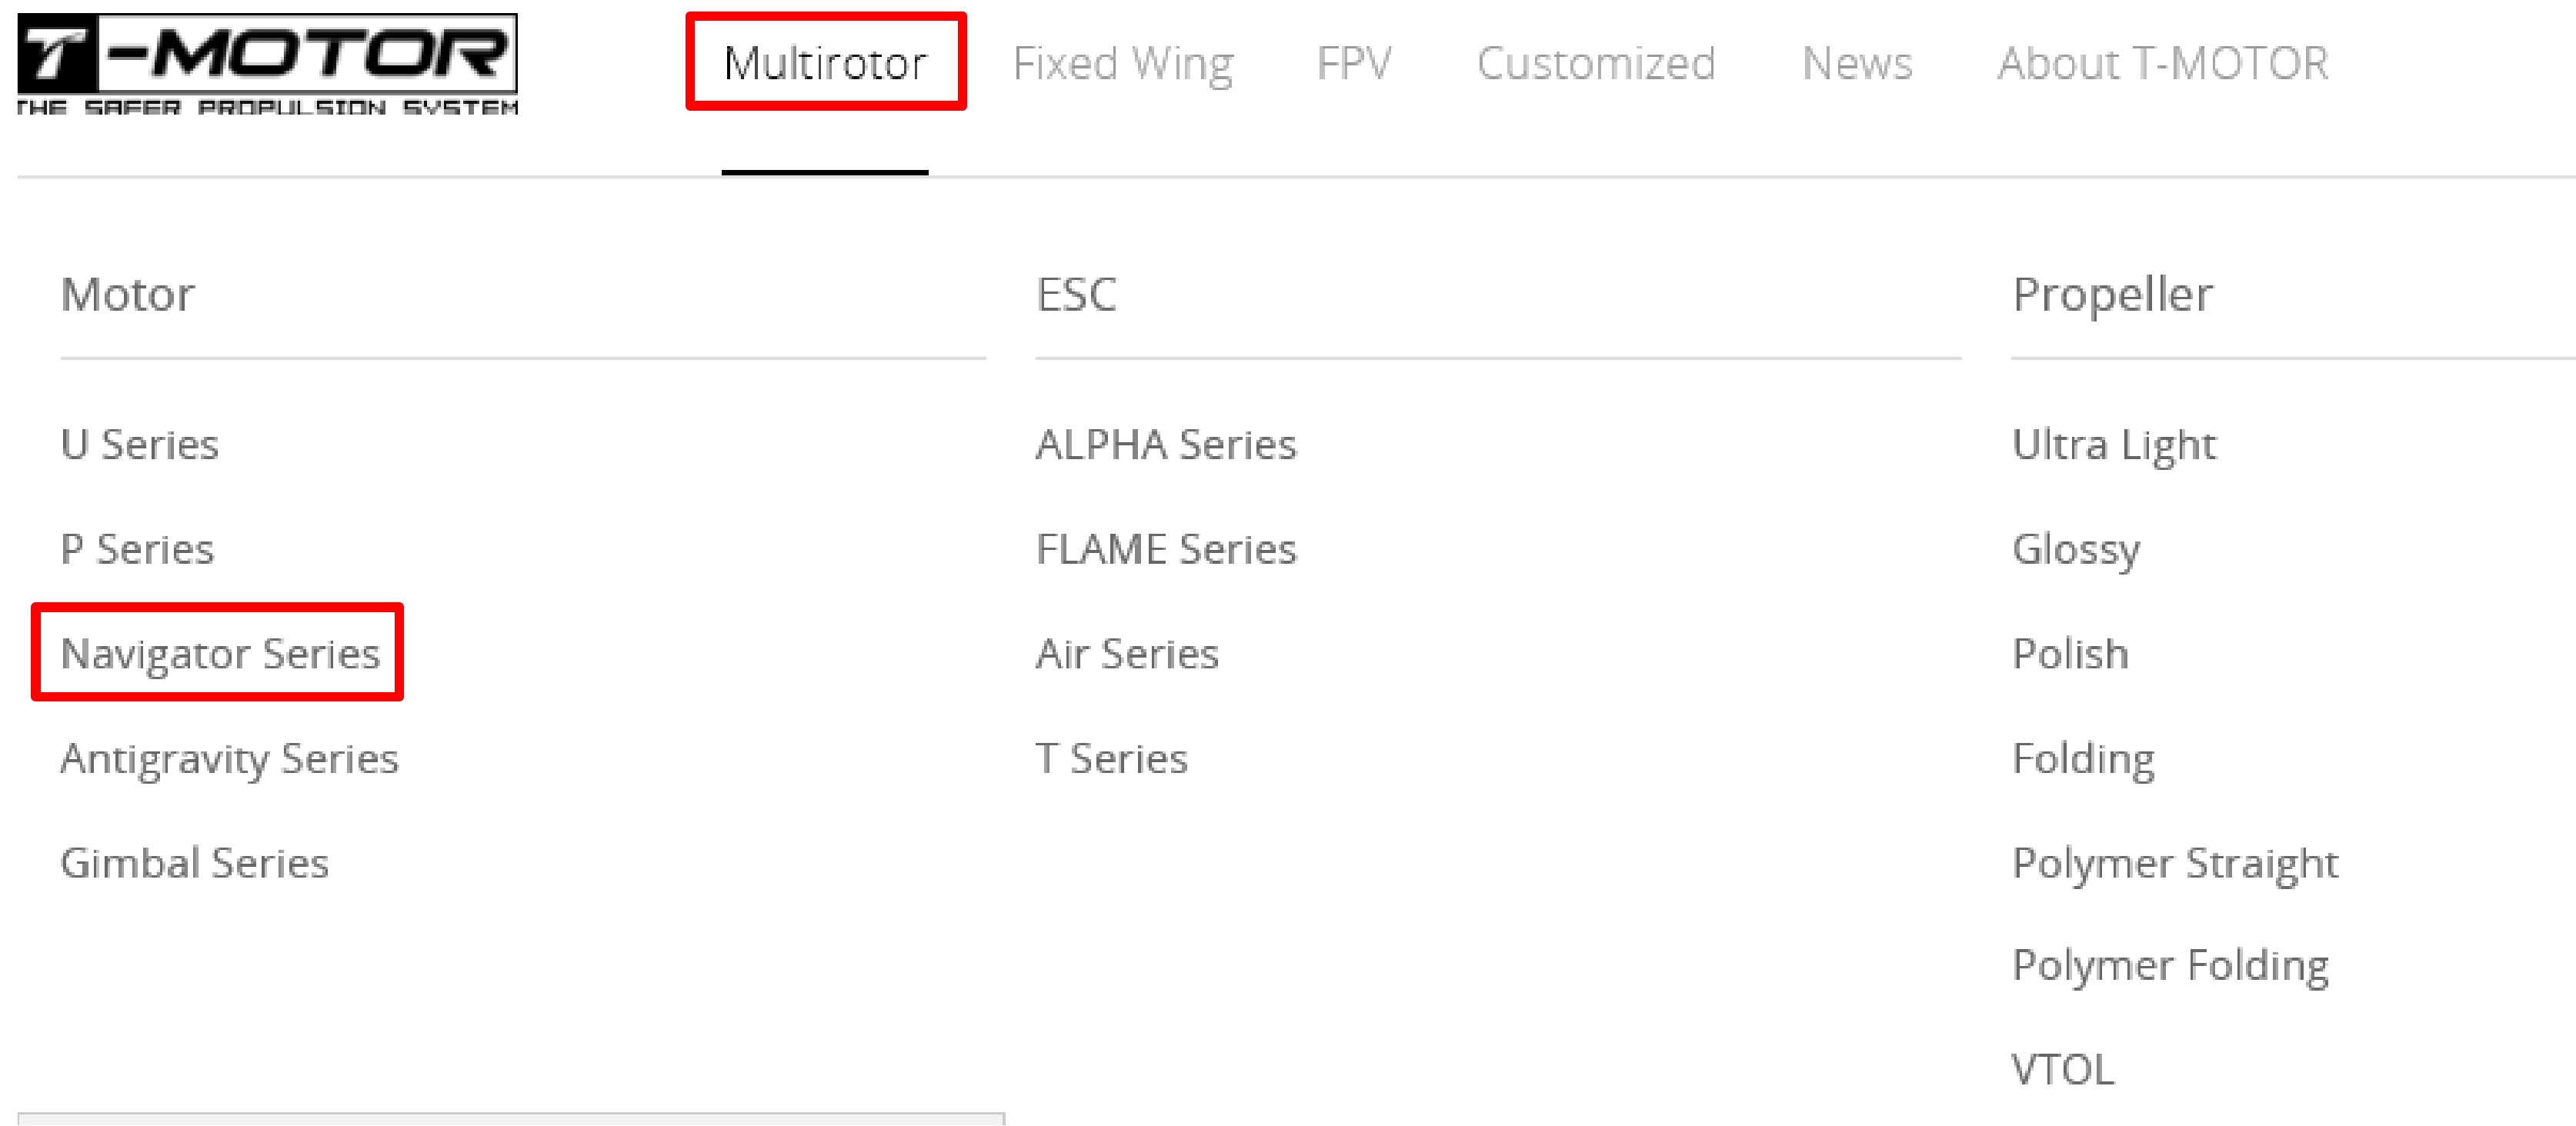 T-MOTOR
THE SAFER PROPULSION SYSTEM
Multirotor
Fixed Wing
FPV
Customized
News
About T-MOTOR
Motor
U Series
P Series
Navigator Series
Antigravity Series
Gimbal Series
ESC
ALPHA Series
FLAME Series
Air Series
T Series
Propeller
Ultra Light
Glossy
Polish
Folding
Polymer Straight
Polymer Folding
VTOL